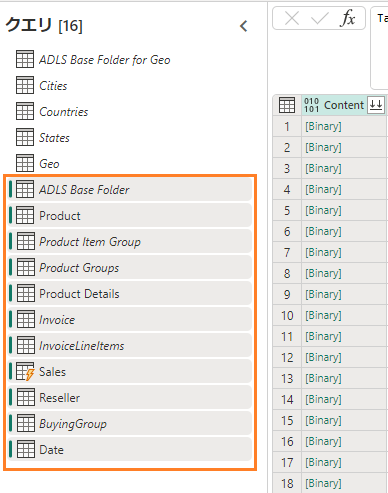 クエリ [16]
ADLS Base Folder for Geo
Cities
Countries
States
Geo
ADLS Base Folder
Product
Product Item Group
Product Groups
Product Details
Invoice
InvoiceLineItems
Sales
Reseller
BuyingGroup
Date
fx
Ta
010
101
Content
1 [Binary]
2 [Binary]
3 [Binary]
4 [Binary]
5 [Binary]
6 [Binary]
7 [Binary]
8 [Binary]
9 [Binary]
10 [Binary]
11 [Binary]
12 [Binary]
13 [Binary]
14 [Binary]
15 [Binary]
16 [Binary]
17 [Binary]
18 [Binary]